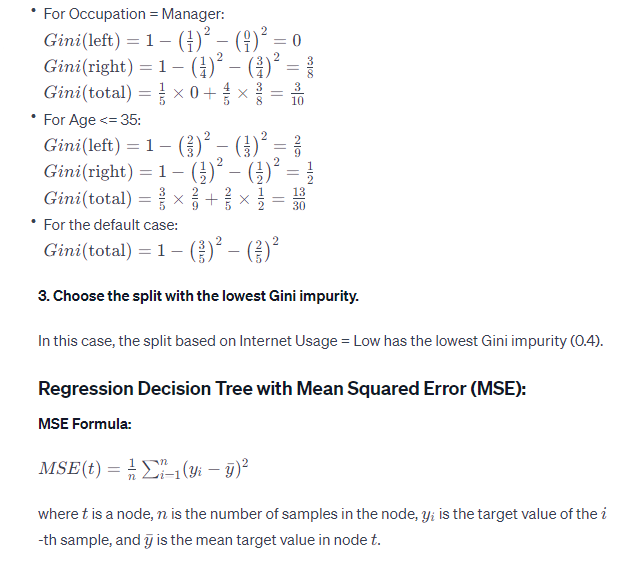 • For Occupation = Manager:
Gini(left) = 1 − (1/1)² − (0/1)² = 0
Gini(right) = 1 − (1/4)² − (3/4)² = 3/8
Gini(total) = 1/5 × 0 + 4/5 × 3/8 = 3/10
• For Age <= 35:
Gini(left) = 1 − (2/3)² − (1/3)² = 2/9
Gini(right) = 1 − (1/2)² − (1/2)² = 1/2
Gini(total) = 3/5 × 2/9 + 2/5 × 1/2 = 13/30
• For the default case:
Gini(total) = 1 − (3/5)² − (2/5)²
3. Choose the split with the lowest Gini impurity.
In this case, the split based on Internet Usage = Low has the lowest Gini impurity (0.4).
Regression Decision Tree with Mean Squared Error (MSE):
MSE Formula:
MSE(t) = 1/n ∑ⁿᵢ₌₁(yᵢ − ȳ)²
where t is a node, n is the number of samples in the node, yᵢ is the target value of the i
-th sample, and ȳ is the mean target value in node t.